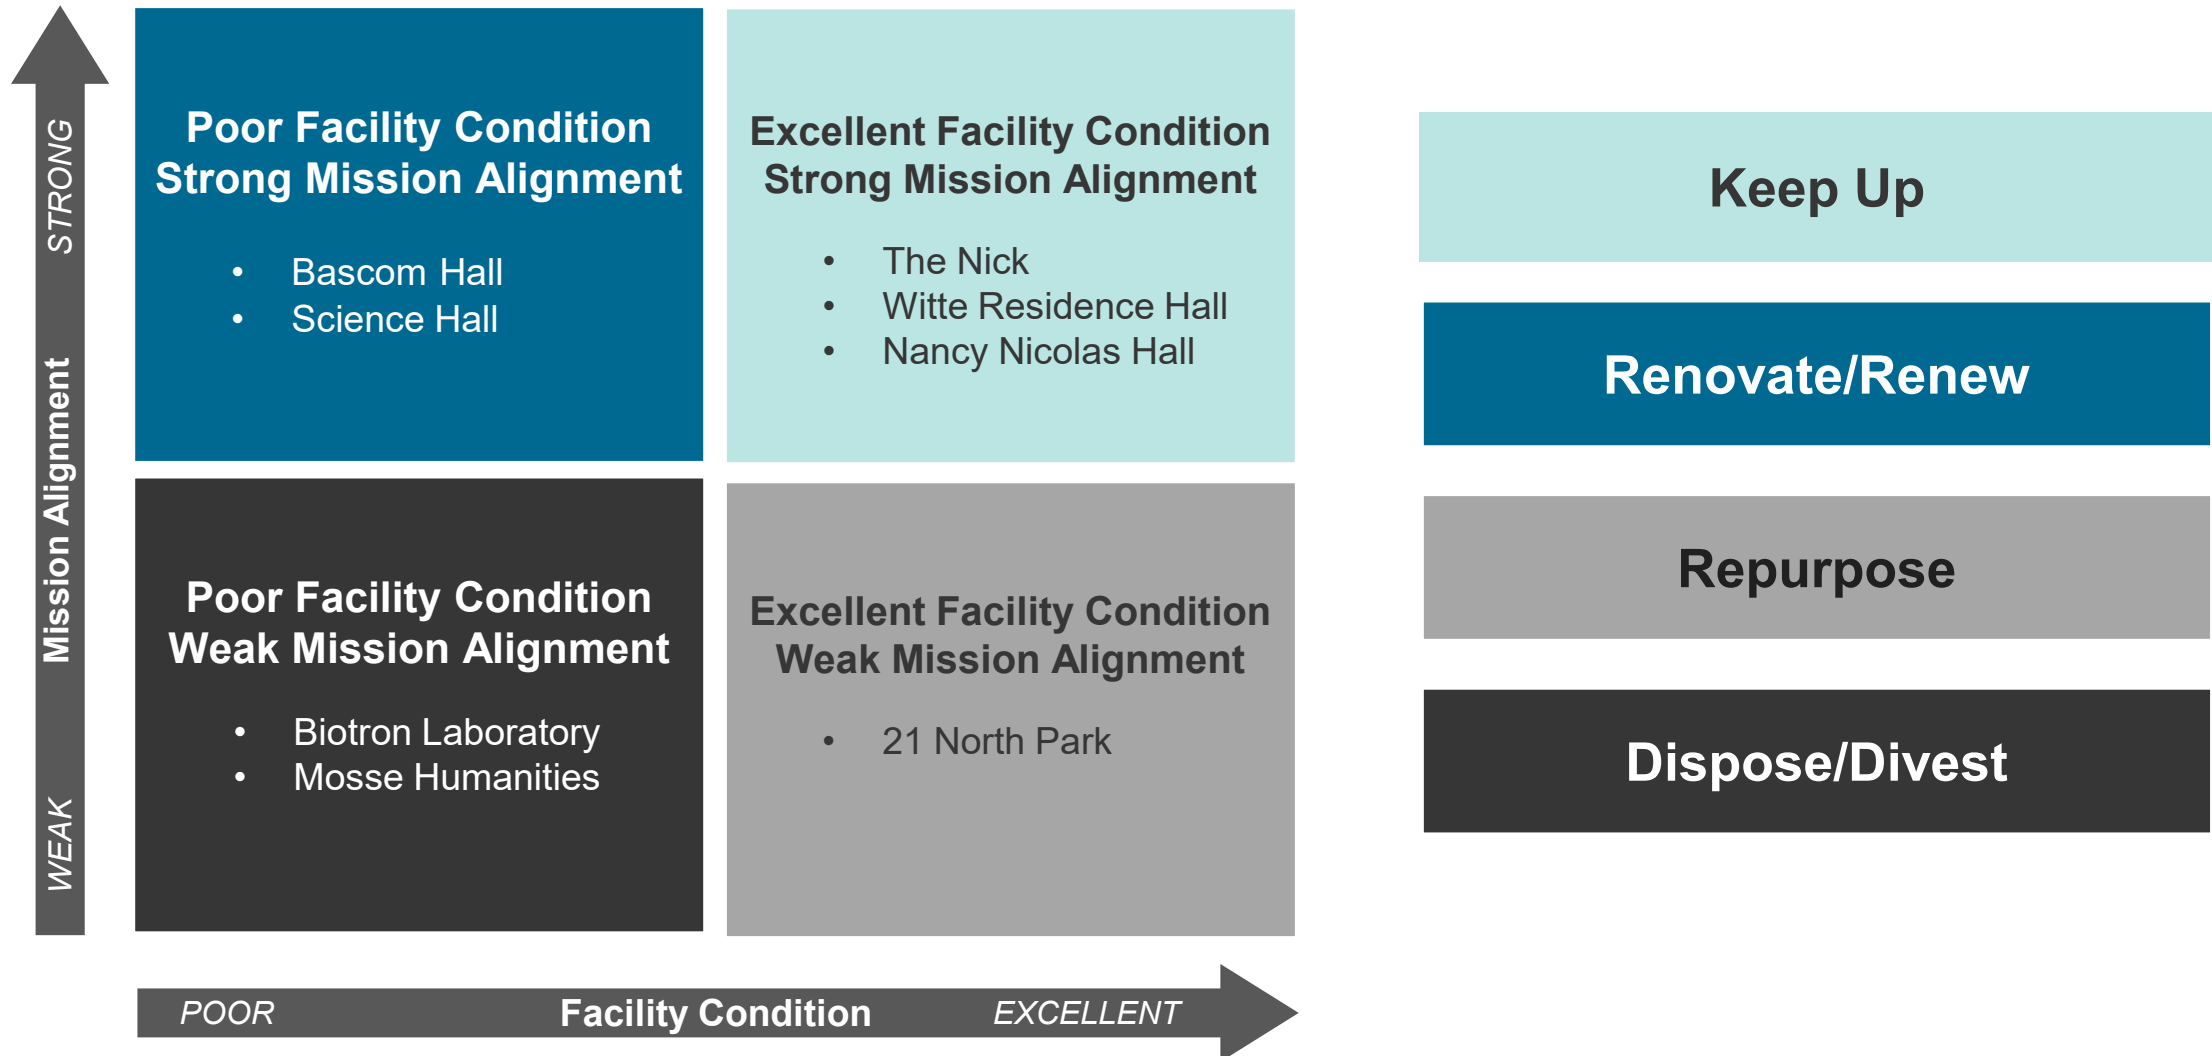 STRONG
Mission Alignment
WEAK
Poor Facility Condition
Strong Mission Alignment
• Bascom Hall
• Science Hall
Excellent Facility Condition
Strong Mission Alignment
• The Nick
• Witte Residence Hall
• Nancy Nicolas Hall
Poor Facility Condition
Weak Mission Alignment
• Biotron Laboratory
• Mosse Humanities
Excellent Facility Condition
Weak Mission Alignment
• 21 North Park
POOR Facility Condition EXCELLENT
Keep Up
Renovate/Renew
Repurpose
Dispose/Divest